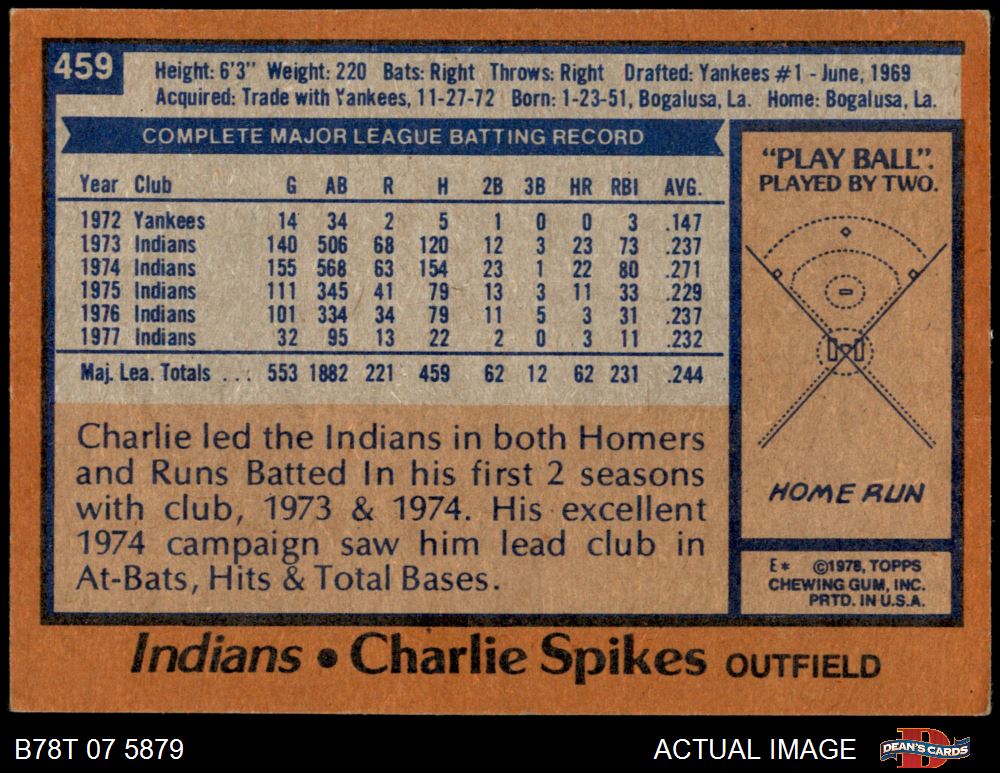 459
Height: 6'3" Weight: 220 Bats: Right Throws: Right Drafted: Yankees #1 - June, 1969
Acquired: Trade with Yankees, 11-27-72 Born: 1-23-51, Bogalusa, La. Home: Bogalusa, La.
COMPLETE MAJOR LEAGUE BATTING RECORD
Year Club G AB R H 2B 3B HR RBI AVG.
1972 Yankees 14 34 2 5 1 0 0 3 .147
1973 Indians 140 506 68 120 12 3 23 73 .237
1974 Indians 155 568 63 154 23 1 22 80 .271
1975 Indians 111 345 41 79 13 3 11 33 .229
1976 Indians 101 334 34 79 11 5 3 31 .237
1977 Indians 32 95 13 22 2 0 3 11 .232
Maj. Lea. Totals ... 553 1882 221 459 62 12 62 231 .244
Charlie led the Indians in both Homers
and Runs Batted In his first 2 seasons
with club, 1973 & 1974. His excellent
1974 campaign saw him lead club in
At-Bats, Hits & Total Bases.
"PLAY BALL".
PLAYED BY TWO.
HOME RUN
E* ©1978, TOPPS
CHEWING GUM, INC.
PRTD. IN U.S.A.
Indians • Charlie Spikes OUTFIELD
B78T 07 5879
ACTUAL IMAGE
DEAN'S CARDS